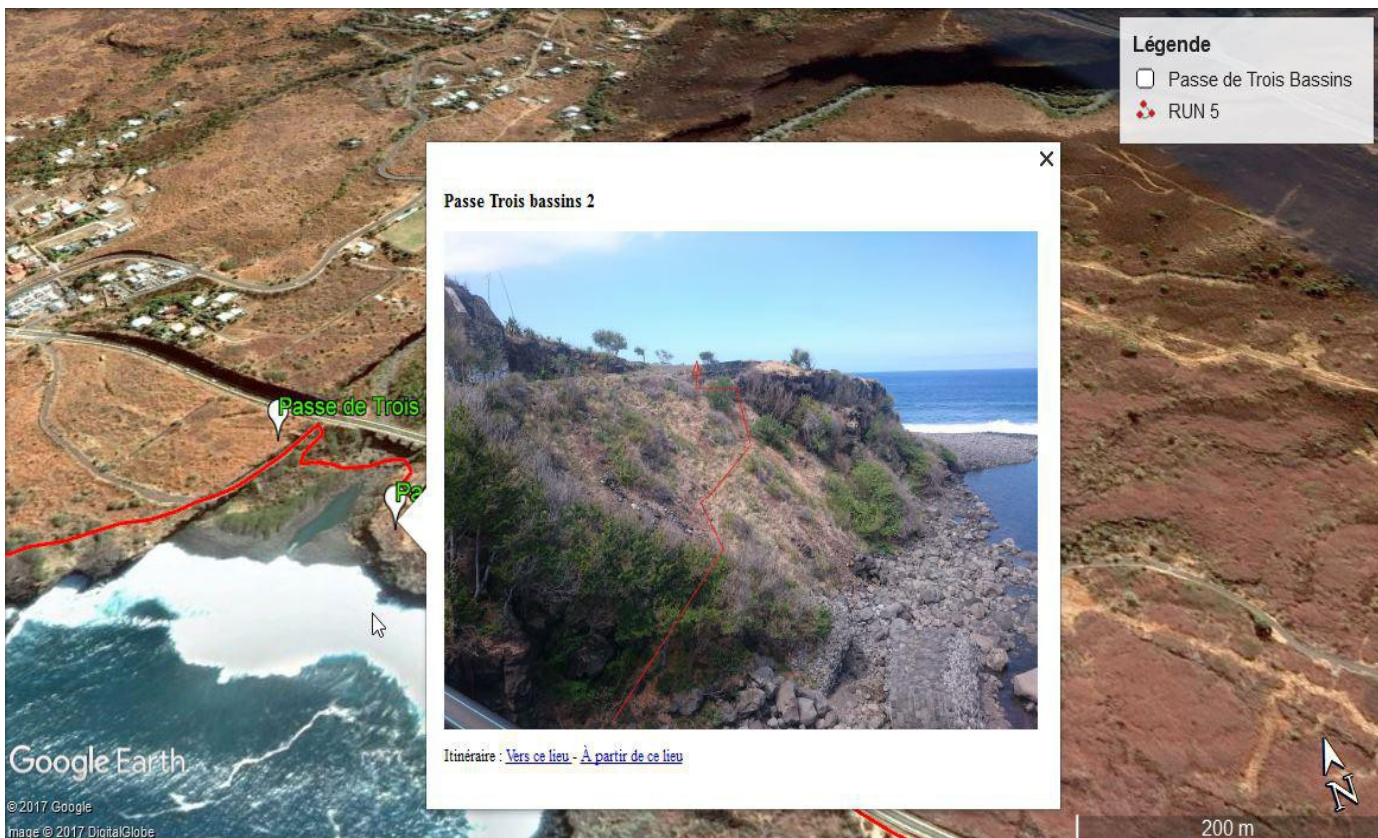 Légende
Passe de Trois Bassins
RUN 5
Passe Trois bassins 2
Passe de Trois
Pa
Itinéraire : Vers ce lieu - À partir de ce lieu
Google Earth
© 2017 Google
Image © 2017 DigitalGlobe
N
200 m